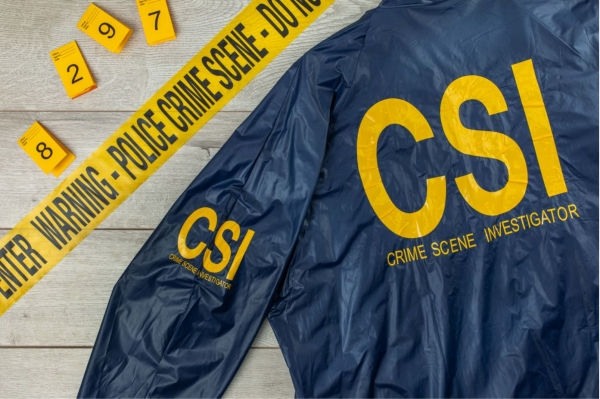 9
7
2
8
ENTER WARNING - POLICE CRIME SCENE - DO NO
CSI
CRIME SCENE INVESTIGATOR
CSI
CRIME SCENE INVESTIGATOR